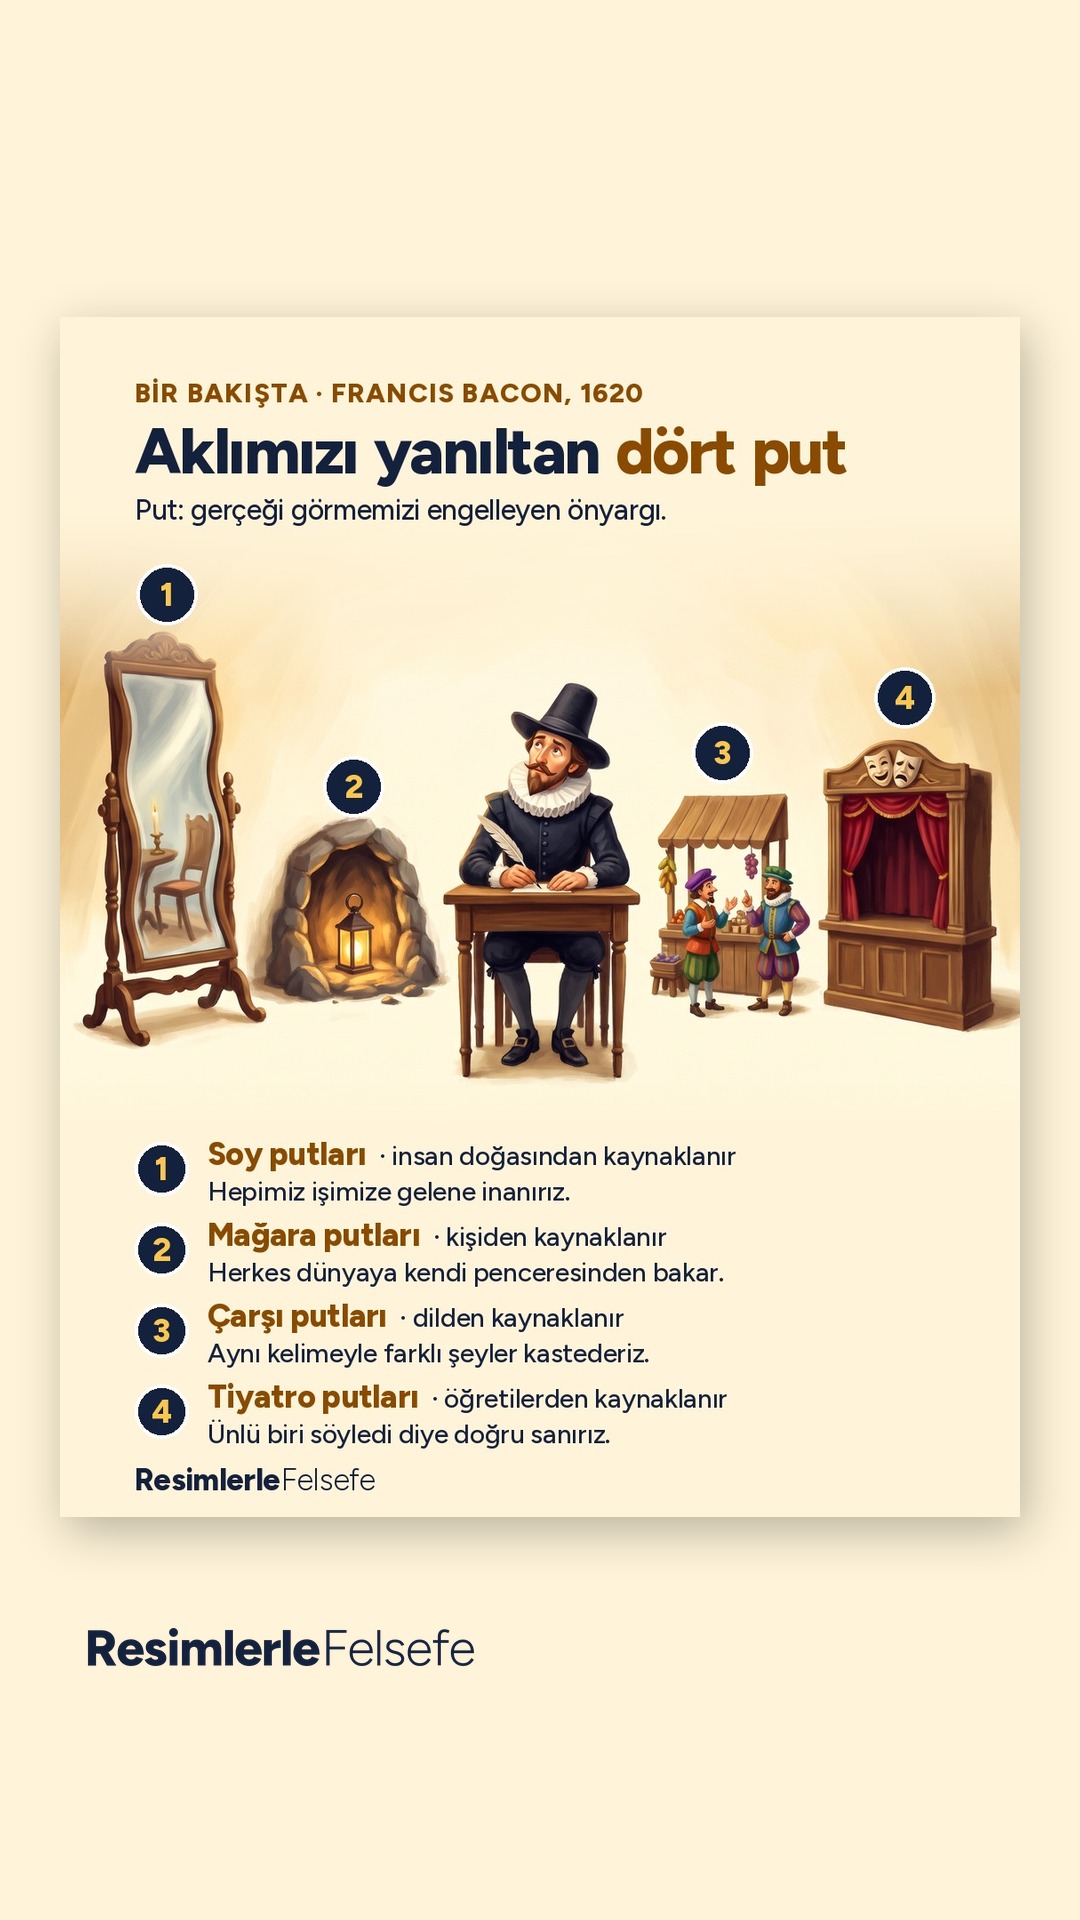 BİR BAKIŞTA · FRANCIS BACON, 1620
Aklımızı yanıltan dört put
Put: gerçeği görmemizi engelleyen önyargı.
1
2
3
4
1 Soy putları · insan doğasından kaynaklanır
Hepimiz işimize gelene inanırız.
2 Mağara putları · kişiden kaynaklanır
Herkes dünyaya kendi penceresinden bakar.
3 Çarşı putları · dilden kaynaklanır
Aynı kelimeyle farklı şeyler kastederiz.
4 Tiyatro putları · öğretilerden kaynaklanır
Ünlü biri söyledi diye doğru sanırız.
ResimlerleFelsefe
ResimlerleFelsefe